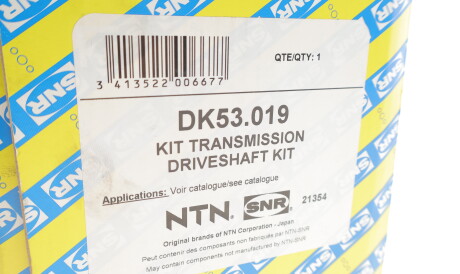 SNR
3 413522 006677
QTE/QTY: 1
DK53.019
KIT TRANSMISSION
DRIVESHAFT KIT
Applications: Voir catalogue/see catalogue
NTN. SNR 21354
Original brands of NTN Corporation - Japan
Peut contenir des composants non fabriqués par NTN-SNR
May contain components not manufactured by NTN-SNR